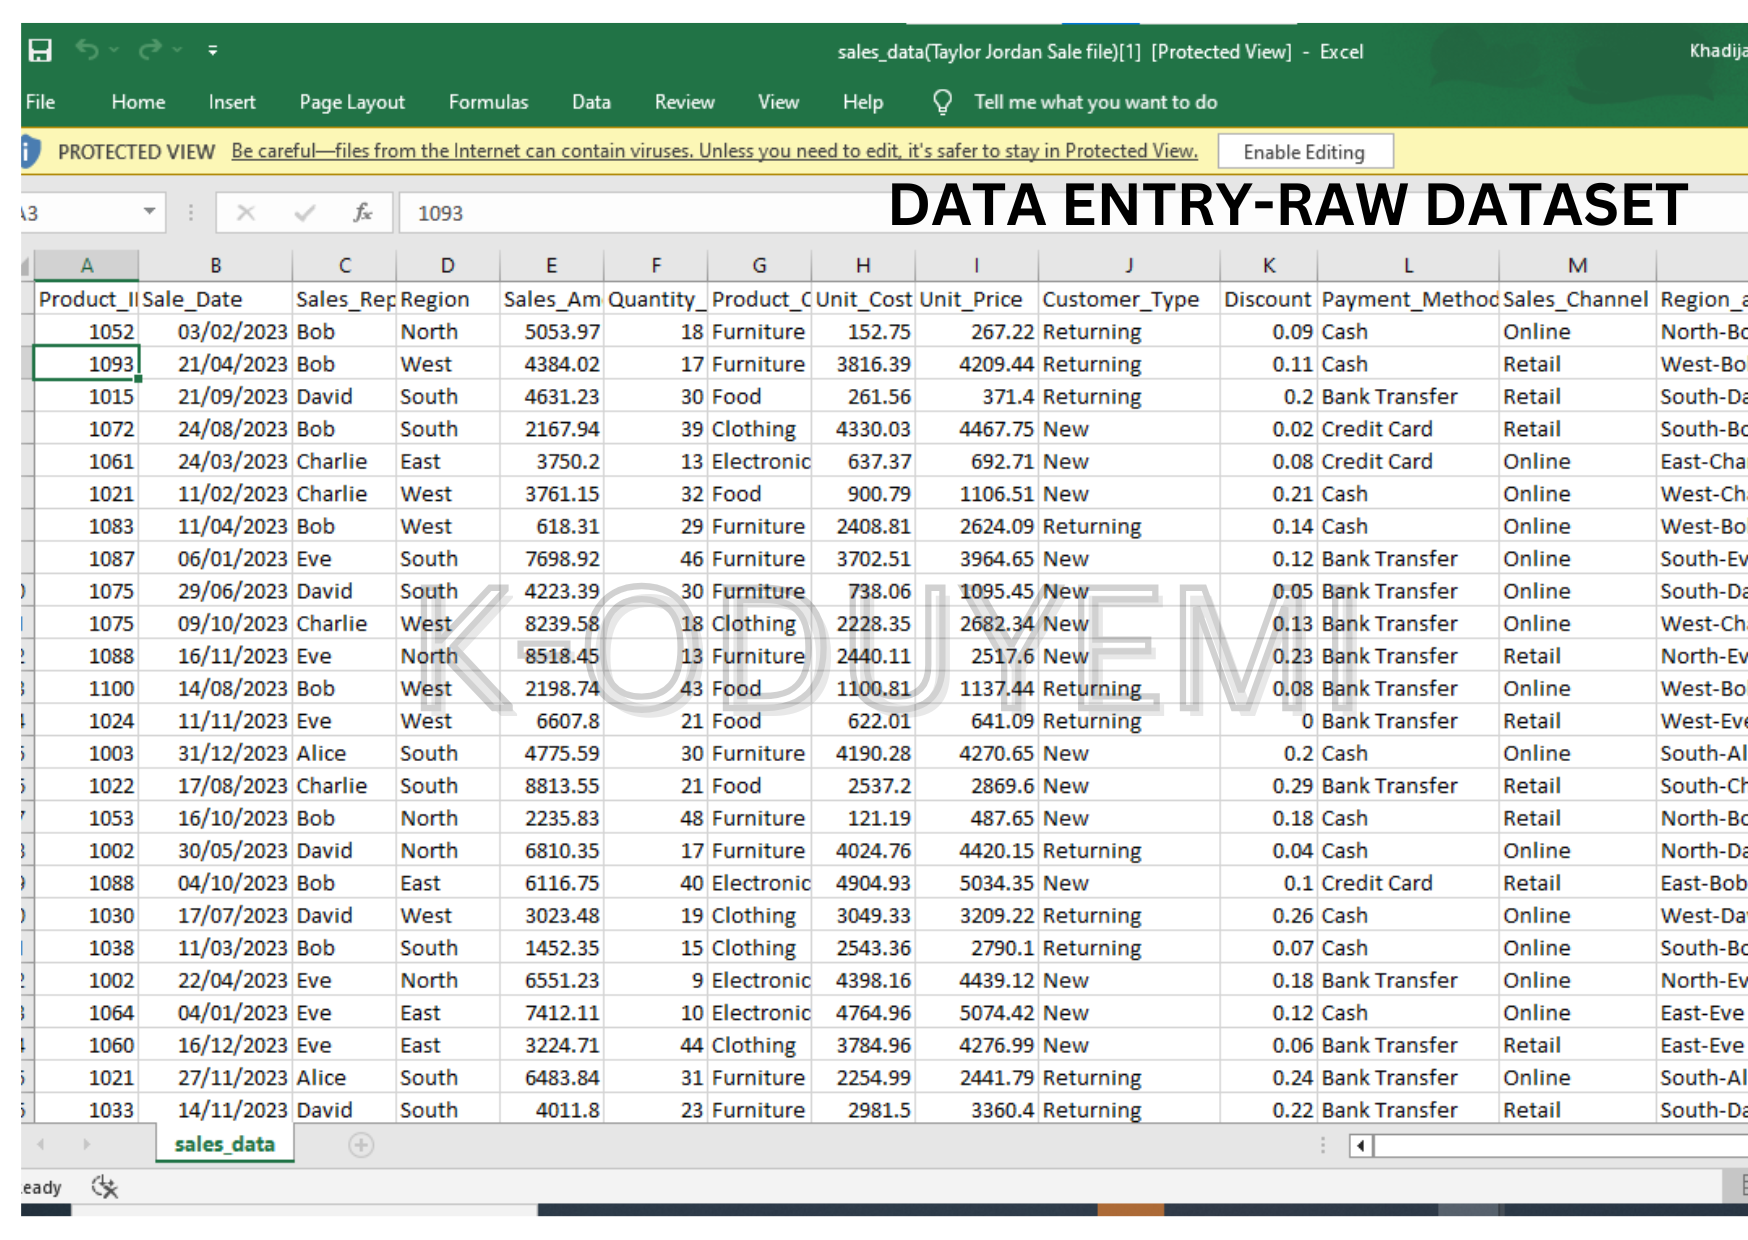 sales_data(Taylor Jordan Sale file)[1] [Protected View] - Excel Khadija
File Home Insert Page Layout Formulas Data Review View Help Tell me what you want to do
PROTECTED VIEW Be careful—files from the Internet can contain viruses. Unless you need to edit, it's safer to stay in Protected View. Enable Editing
A3 fx 1093
DATA ENTRY-RAW DATASET
A B C D E F G H I J K L M
Product_I Sale_Date Sales_Rep Region Sales_Am Quantity_ Product_C Unit_Cost Unit_Price Customer_Type Discount Payment_Method Sales_Channel Region_a
1052 03/02/2023 Bob North 5053.97 18 Furniture 152.75 267.22 Returning 0.09 Cash Online North-Bo
1093 21/04/2023 Bob West 4384.02 17 Furniture 3816.39 4209.44 Returning 0.11 Cash Retail West-Bo
1015 21/09/2023 David South 4631.23 30 Food 261.56 371.4 Returning 0.2 Bank Transfer Retail South-Da
1072 24/08/2023 Bob South 2167.94 39 Clothing 4330.03 4467.75 New 0.02 Credit Card Retail South-Bo
1061 24/03/2023 Charlie East 3750.2 13 Electronic 637.37 692.71 New 0.08 Credit Card Online East-Cha
1021 11/02/2023 Charlie West 3761.15 32 Food 900.79 1106.51 New 0.21 Cash Online West-Ch
1083 11/04/2023 Bob West 618.31 29 Furniture 2408.81 2624.09 Returning 0.14 Cash Online West-Bo
1087 06/01/2023 Eve South 7698.92 46 Furniture 3702.51 3964.65 New 0.12 Bank Transfer Online South-Ev
1075 29/06/2023 David South 4223.39 30 Furniture 738.06 1095.45 New 0.05 Bank Transfer Online South-Da
1075 09/10/2023 Charlie West 8239.58 18 Clothing 2228.35 2682.34 New 0.13 Bank Transfer Online West-Ch
K-ODUYEMI
1088 16/11/2023 Eve North 8518.45 13 Furniture 2440.11 2517.6 New 0.23 Bank Transfer Retail North-Ev
1100 14/08/2023 Bob West 2198.74 43 Food 1100.81 1137.44 Returning 0.08 Bank Transfer Online West-Bo
1024 11/11/2023 Eve West 6607.8 21 Food 622.01 641.09 Returning 0 Bank Transfer Retail West-Eve
1003 31/12/2023 Alice South 4775.59 30 Furniture 4190.28 4270.65 New 0.2 Cash Online South-Al
1022 17/08/2023 Charlie South 8813.55 21 Food 2537.2 2869.6 New 0.29 Bank Transfer Retail South-Ch
1053 16/10/2023 Bob North 2235.83 48 Furniture 121.19 487.65 New 0.18 Cash Retail North-Bo
1002 30/05/2023 David North 6810.35 17 Furniture 4024.76 4420.15 Returning 0.04 Cash Online North-Da
1088 04/10/2023 Bob East 6116.75 40 Electronic 4904.93 5034.35 New 0.1 Credit Card Retail East-Bob
1030 17/07/2023 David West 3023.48 19 Clothing 3049.33 3209.22 Returning 0.26 Cash Online West-Da
1038 11/03/2023 Bob South 1452.35 15 Clothing 2543.36 2790.1 Returning 0.07 Cash Online South-Bo
1002 22/04/2023 Eve North 6551.23 9 Electronic 4398.16 4439.12 New 0.18 Bank Transfer Online North-Ev
1064 04/01/2023 Eve East 7412.11 10 Electronic 4764.96 5074.42 New 0.12 Cash Online East-Eve
1060 16/12/2023 Eve East 3224.71 44 Clothing 3784.96 4276.99 New 0.06 Bank Transfer Retail East-Eve
1021 27/11/2023 Alice South 6483.84 31 Furniture 2254.99 2441.79 Returning 0.24 Bank Transfer Online South-Al
1033 14/11/2023 David South 4011.8 23 Furniture 2981.5 3360.4 Returning 0.22 Bank Transfer Retail South-Da
sales_data
eady